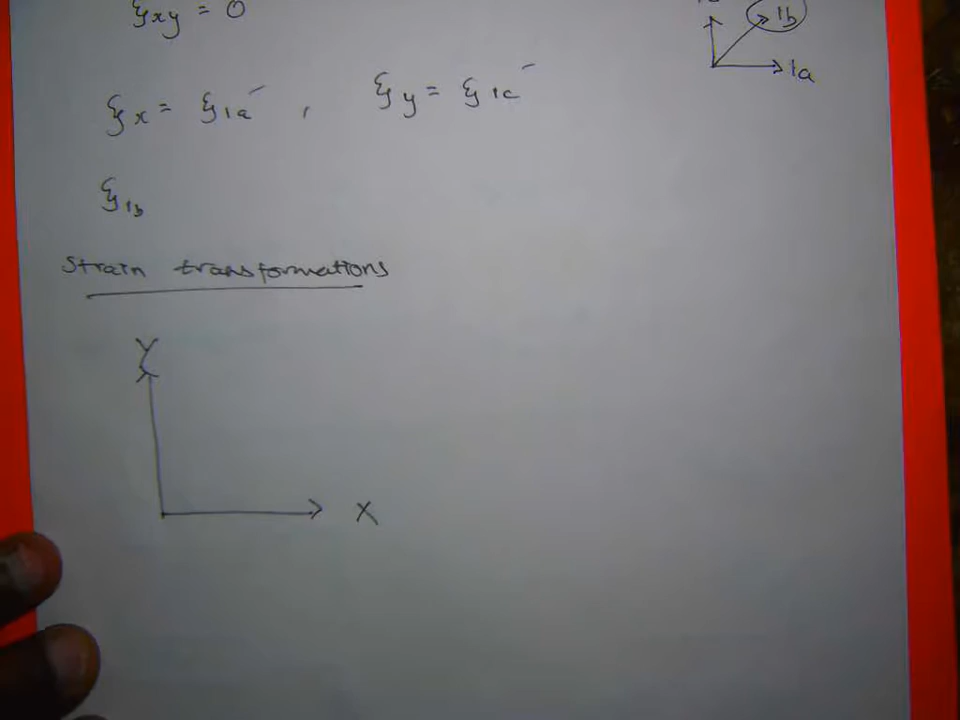 ξxy = 0
1b
1a
ξx = ξ1a , ξy = ξ1c
ξ1b
Strain transformations
Y
X